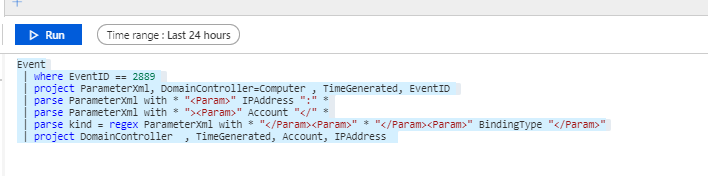 +
Run
Time range : Last 24 hours
Event
| where EventID == 2889
| project ParameterXml, DomainController=Computer , TimeGenerated, EventID
| parse ParameterXml with * "<Param>" IPAddress ":" *
| parse ParameterXml with * "><Param>" Account "</" *
| parse kind = regex ParameterXml with * "</Param><Param>" * "</Param><Param>" BindingType "</Param>"
| project DomainController , TimeGenerated, Account, IPAddress